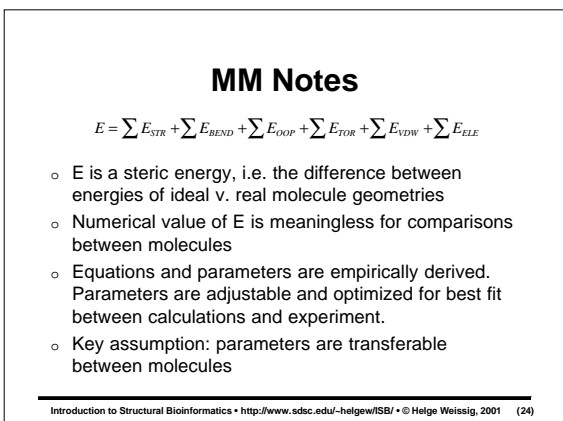 MM Notes
E = ∑ E_STR + ∑ E_BEND + ∑ E_OOP + ∑ E_TOR + ∑ E_VDW + ∑ E_ELE
o E is a steric energy, i.e. the difference between
energies of ideal v. real molecule geometries
o Numerical value of E is meaningless for comparisons
between molecules
o Equations and parameters are empirically derived.
Parameters are adjustable and optimized for best fit
between calculations and experiment.
o Key assumption: parameters are transferable
between molecules
Introduction to Structural Bioinformatics • http://www.sdsc.edu/~helgew/ISB/ • © Helge Weissig, 2001 (24)